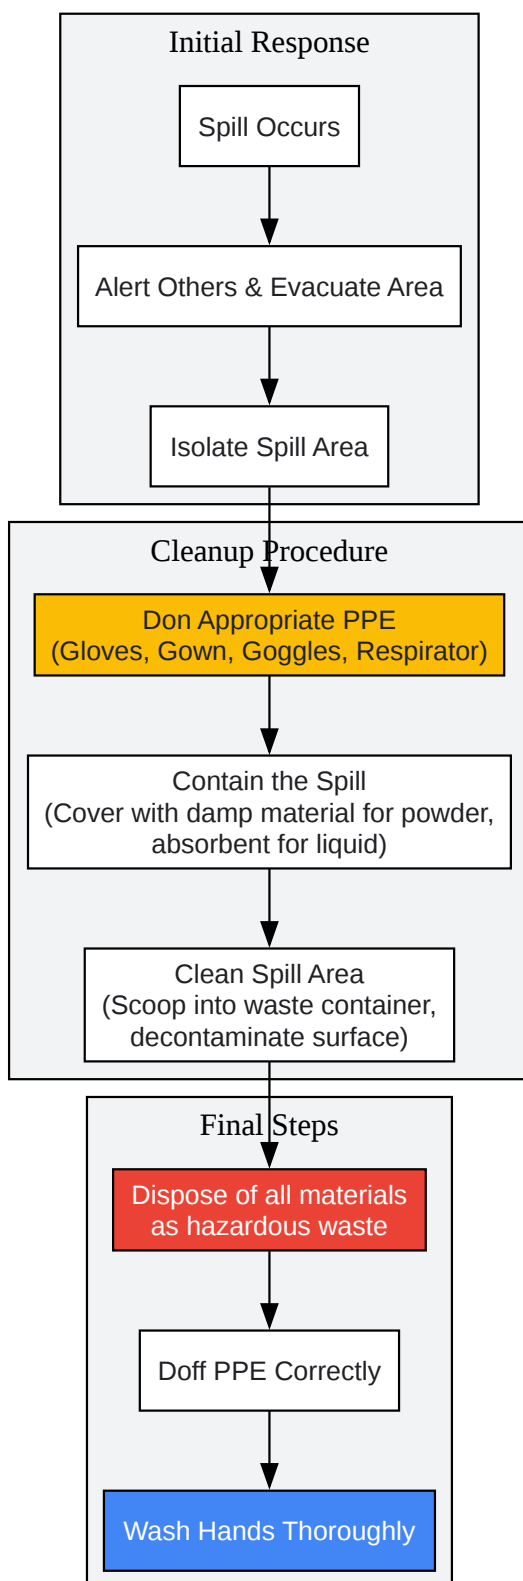 Initial Response
Spill Occurs
Alert Others & Evacuate Area
Isolate Spill Area
Cleanup Procedure
Don Appropriate PPE
(Gloves, Gown, Goggles, Respirator)
Contain the Spill
(Cover with damp material for powder,
absorbent for liquid)
Clean Spill Area
(Scoop into waste container,
decontaminate surface)
Final Steps
Dispose of all materials
as hazardous waste
Doff PPE Correctly
Wash Hands Thoroughly